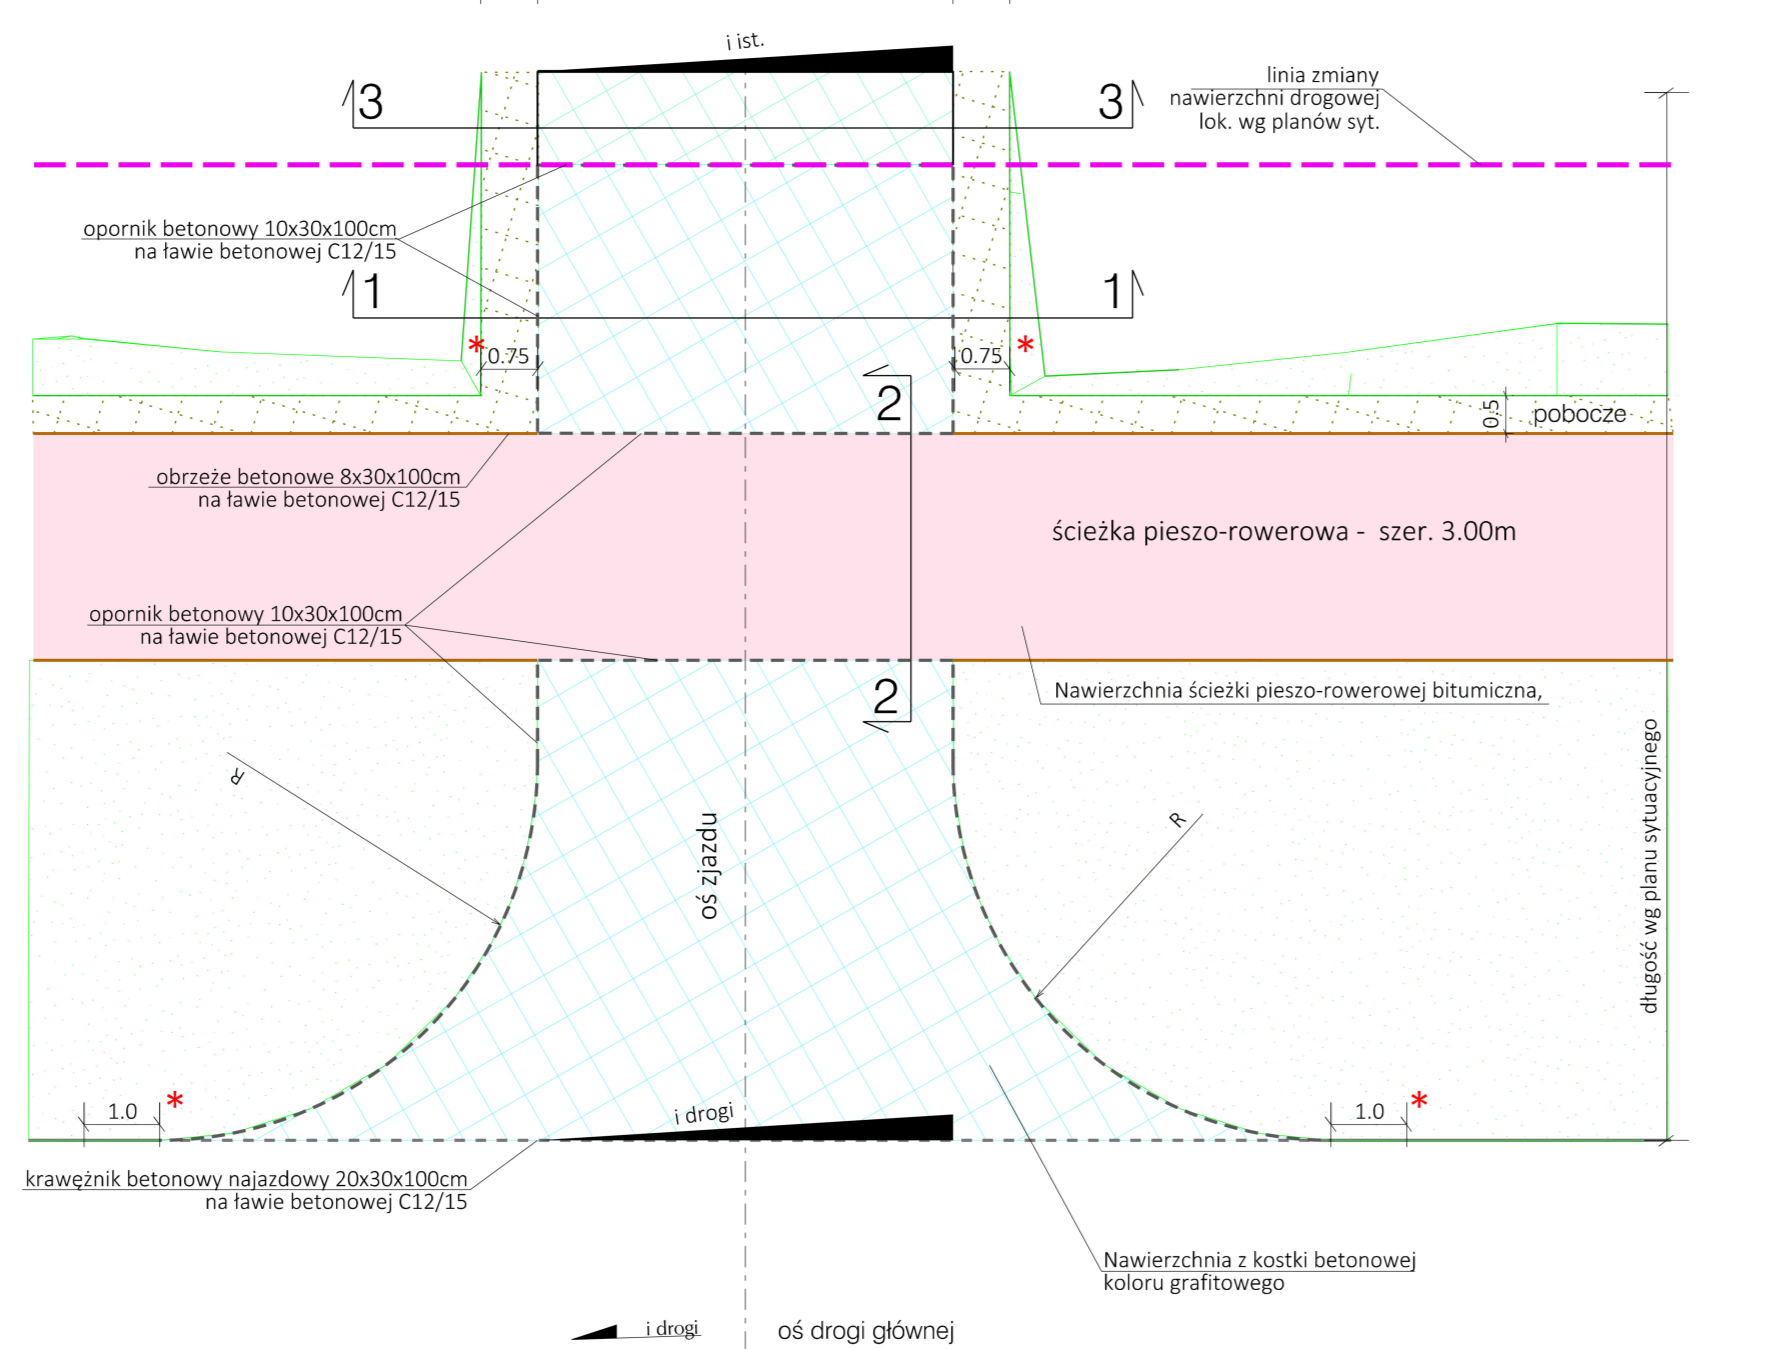 i ist.
3
3
linia zmiany
nawierzchni drogowej
lok. wg planów syt.
opornik betonowy 10x30x100cm
na ławie betonowej C12/15
1
1
*
0.75
0.75
*
2
0.5
pobocze
obrzeże betonowe 8x30x100cm
na ławie betonowej C12/15
ścieżka pieszo-rowerowa - szer. 3.00m
opornik betonowy 10x30x100cm
na ławie betonowej C12/15
2
Nawierzchnia ścieżki pieszo-rowerowej bitumiczna,
R
R
oś zjazdu
długość wg planu sytuacyjnego
1.0
*
i drogi
1.0
*
krawężnik betonowy najazdowy 20x30x100cm
na ławie betonowej C12/15
Nawierzchnia z kostki betonowej
koloru grafitowego
i drogi
oś drogi głównej